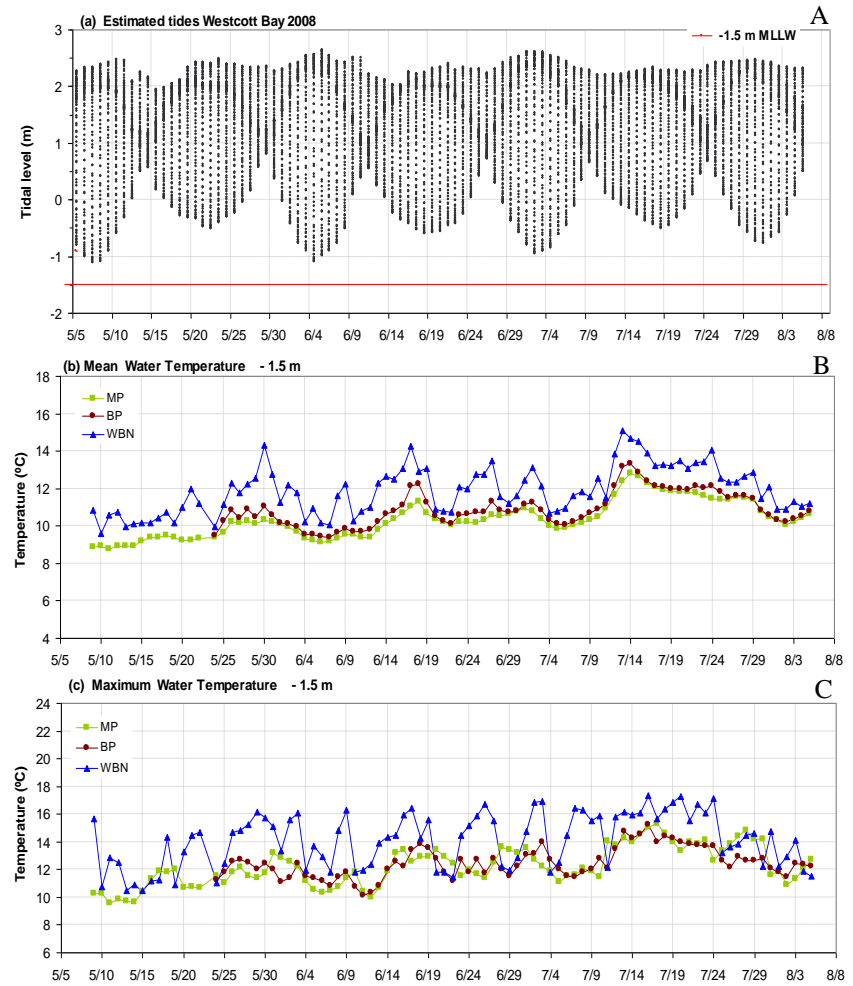 (a) Estimated tides Westcott Bay 2008
A
3
2
1
0
-1
-2
Tidal level (m)
-1.5 m MLLW
5/5 5/10 5/15 5/20 5/25 5/30 6/4 6/9 6/14 6/19 6/24 6/29 7/4 7/9 7/14 7/19 7/24 7/29 8/3 8/8
(b) Mean Water Temperature - 1.5 m
B
18
16
14
12
10
8
6
4
Temperature (ºC)
MP
BP
WBN
5/5 5/10 5/15 5/20 5/25 5/30 6/4 6/9 6/14 6/19 6/24 6/29 7/4 7/9 7/14 7/19 7/24 7/29 8/3 8/8
(c) Maximum Water Temperature - 1.5 m
C
24
22
20
18
16
14
12
10
8
6
Temperature (ºC)
MP
BP
WBN
5/5 5/10 5/15 5/20 5/25 5/30 6/4 6/9 6/14 6/19 6/24 6/29 7/4 7/9 7/14 7/19 7/24 7/29 8/3 8/8